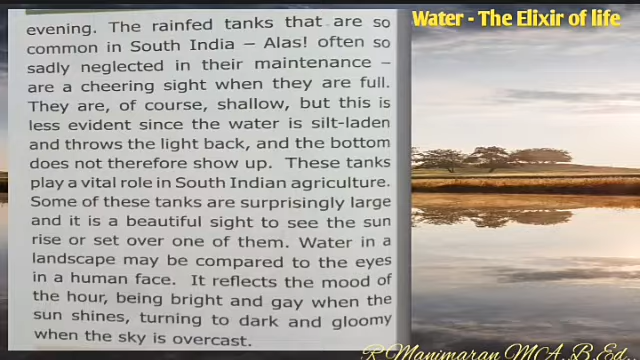 evening. The rainfed tanks that are so
common in South India – Alas! often so
sadly neglected in their maintenance –
are a cheering sight when they are full.
They are, of course, shallow, but this is
less evident since the water is silt-laden
and throws the light back, and the bottom
does not therefore show up. These tanks
play a vital role in South Indian agriculture.
Some of these tanks are surprisingly large
and it is a beautiful sight to see the sun
rise or set over one of them. Water in a
landscape may be compared to the eyes
in a human face. It reflects the mood of
the hour, being bright and gay when the
sun shines, turning to dark and gloomy
when the sky is overcast.
Water - The Elixir of life
R Manimaran M.A.,B.Ed.,